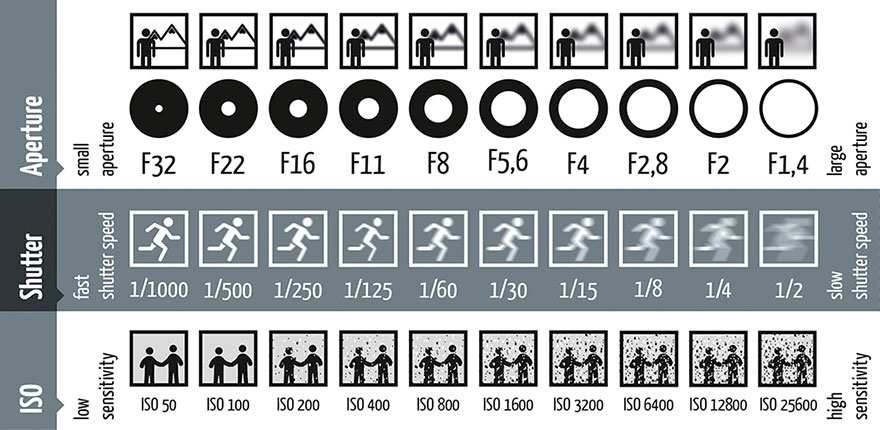 Aperture
small
aperture
F32 F22 F16 F11 F8 F5,6 F4 F2,8 F2 F1,4
large
aperture
Shutter
fast
shutter speed
1/1000 1/500 1/250 1/125 1/60 1/30 1/15 1/8 1/4 1/2
slow
shutter speed
ISO
low
sensitivity
ISO 50 ISO 100 ISO 200 ISO 400 ISO 800 ISO 1600 ISO 3200 ISO 6400 ISO 12800 ISO 25600
high
sensitivity